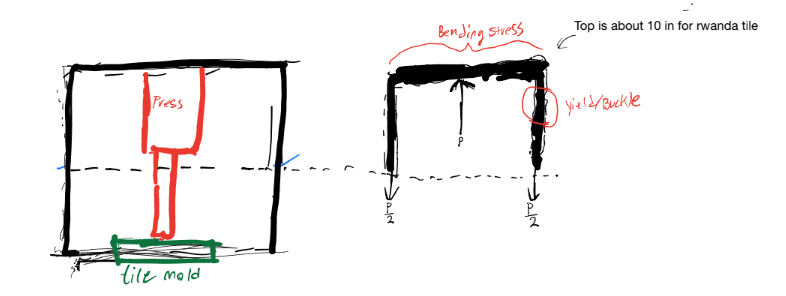 Top is about 10 in for rwanda tile
Bending stress
Press
yield/Buckle
P
P
2
P
2
tile mold